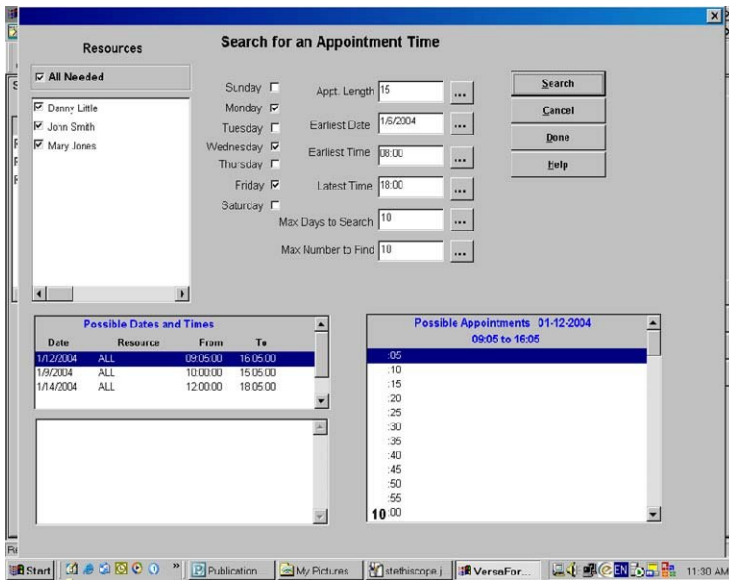 Search for an Appointment Time
Resources
All Needed
Danny Little
John Smith
Mary Jones
Sunday
Monday
Tuesday
Wednesday
Thursday
Friday
Saturday
Appt. Length 15 ...
Earliest Date 1/6/2004 ...
Earliest Time 08:00 ...
Latest Time 18:00 ...
Max Days to Search 10 ...
Max Number to Find 10 ...
Search
Cancel
Done
Help
Possible Dates and Times
Date Resource From To
1/12/2004 ALL 09:05:00 16:05:00
1/9/2004 ALL 10:00:00 15:05:00
1/14/2004 ALL 12:00:00 18:05:00
Possible Appointments 01-12-2004
09:05 to 16:05
:05
:10
:15
:20
:25
:30
:35
:40
:45
:50
:55
10:00
Start
»
Publication...
My Pictures
stethiscope.j...
VersaFor...
EN
11:30 AM